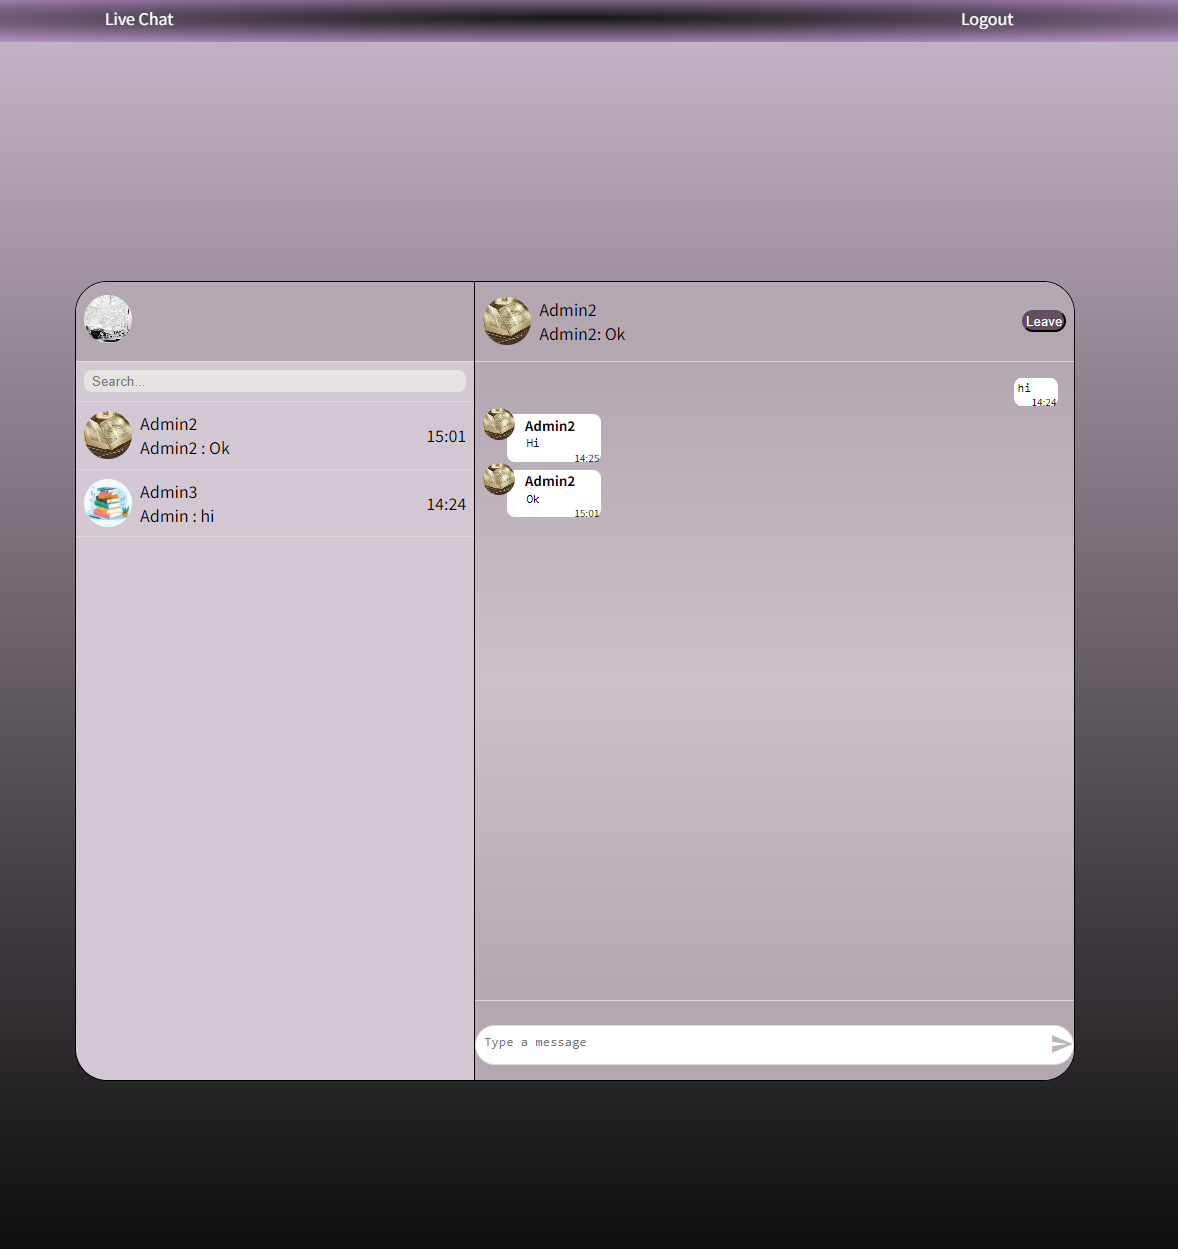 Live Chat
Logout
Search...
Admin2
Admin2 : Ok
15:01
Admin3
Admin : hi
14:24
Admin2
Admin2: Ok
Leave
hi
14:24
Admin2
Hi
14:25
Admin2
Ok
15:01
Type a message